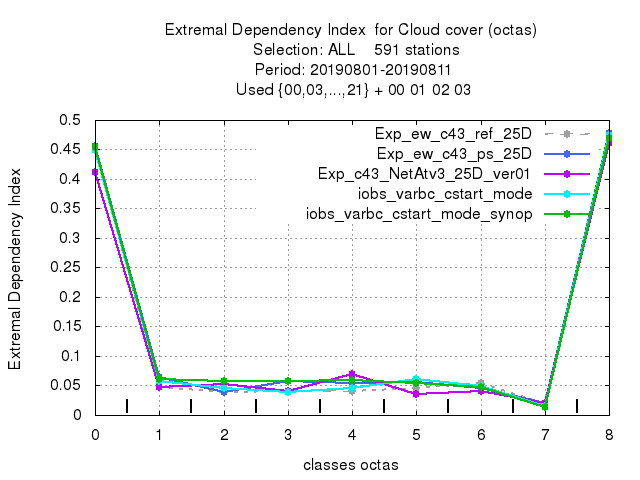 Extremal Dependency Index  for Cloud cover (octas)
Selection: ALL    591 stations
Period: 20190801-20190811
Used {00,03,...,21} + 00 01 02 03
Exp_ew_c43_ref_25D
Exp_ew_c43_ps_25D
Exp_c43_NetAtv3_25D_ver01
iobs_varbc_cstart_mode
iobs_varbc_cstart_mode_synop
Extremal Dependency Index
0.5
0.45
0.4
0.35
0.3
0.25
0.2
0.15
0.1
0.05
0
0 1 2 3 4 5 6 7 8
classes octas